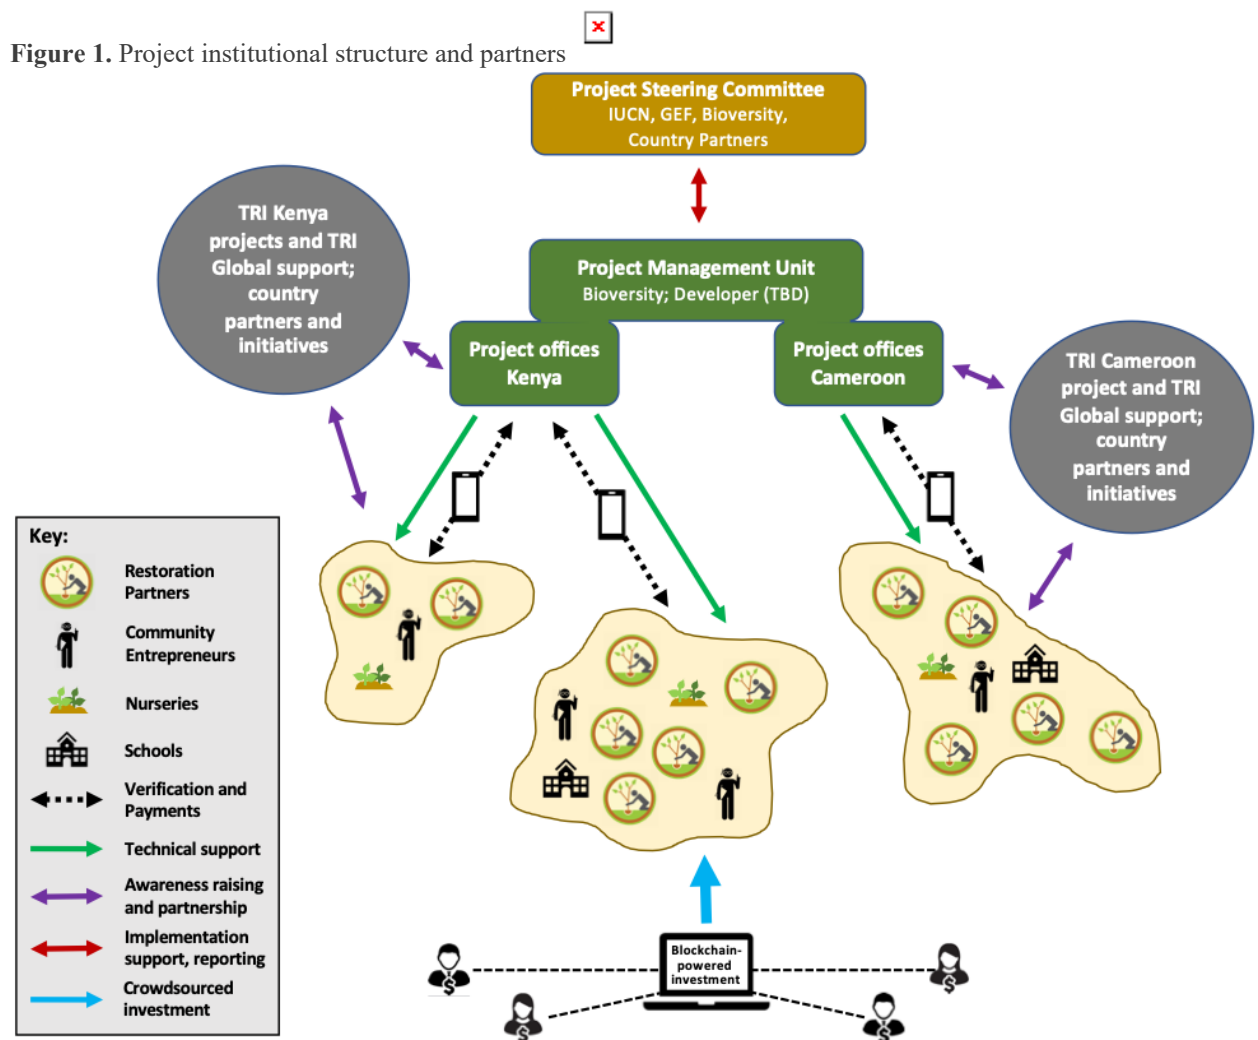 Figure 1. Project institutional structure and partners
Project Steering Committee
IUCN, GEF, Bioversity,
Country Partners
TRI Kenya
projects and TRI
Global support;
country
partners and
initiatives
Project Management Unit
Bioversity; Developer (TBD)
Project offices
Kenya
Project offices
Cameroon
TRI Cameroon
project and TRI
Global support;
country
partners and
initiatives
Key:
Restoration
Partners
Community
Entrepreneurs
Nurseries
Schools
Verification and
Payments
Technical support
Awareness raising
and partnership
Implementation
support, reporting
Crowdsourced
investment
Blockchain-
powered
investment
$
$
$
$